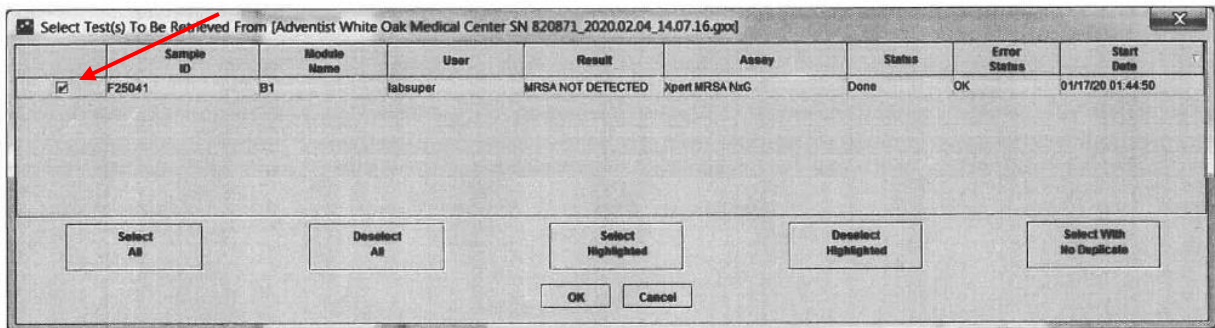 Select Test(s) To Be Retrieved From [Adventist White Oak Medical Center SN 820871_2020.02.04_14.07.16.gxx]
X
Sample ID Module Name User Result Assay Status Error Status Start Date
F25041 B1 labsuper MRSA NOT DETECTED Xpert MRSA NxG Done OK 01/17/20 01:44:50
Select All Deselect All Select Highlighted Deselect Highlighted Select With No Duplicate
OK Cancel